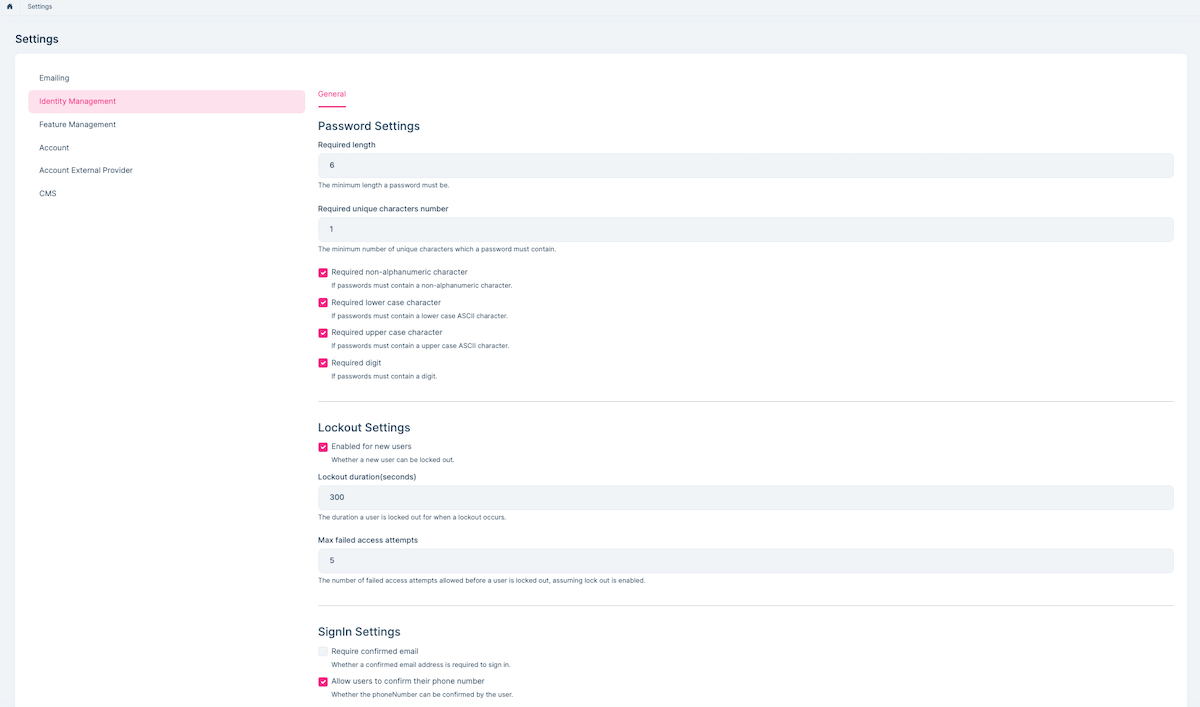 Settings
Settings
Emailing
Identity Management
Feature Management
Account
Account External Provider
CMS
General
Password Settings
Required length
6
The minimum length a password must be.
Required unique characters number
1
The minimum number of unique characters which a password must contain.
Required non-alphanumeric character
If passwords must contain a non-alphanumeric character.
Required lower case character
If passwords must contain a lower case ASCII character.
Required upper case character
If passwords must contain a upper case ASCII character.
Required digit
If passwords must contain a digit.
Lockout Settings
Enabled for new users
Whether a new user can be locked out.
Lockout duration(seconds)
300
The duration a user is locked out for when a lockout occurs.
Max failed access attempts
5
The number of failed access attempts allowed before a user is locked out, assuming lock out is enabled.
SignIn Settings
Require confirmed email
Whether a confirmed email address is required to sign in.
Allow users to confirm their phone number
Whether the phoneNumber can be confirmed by the user.